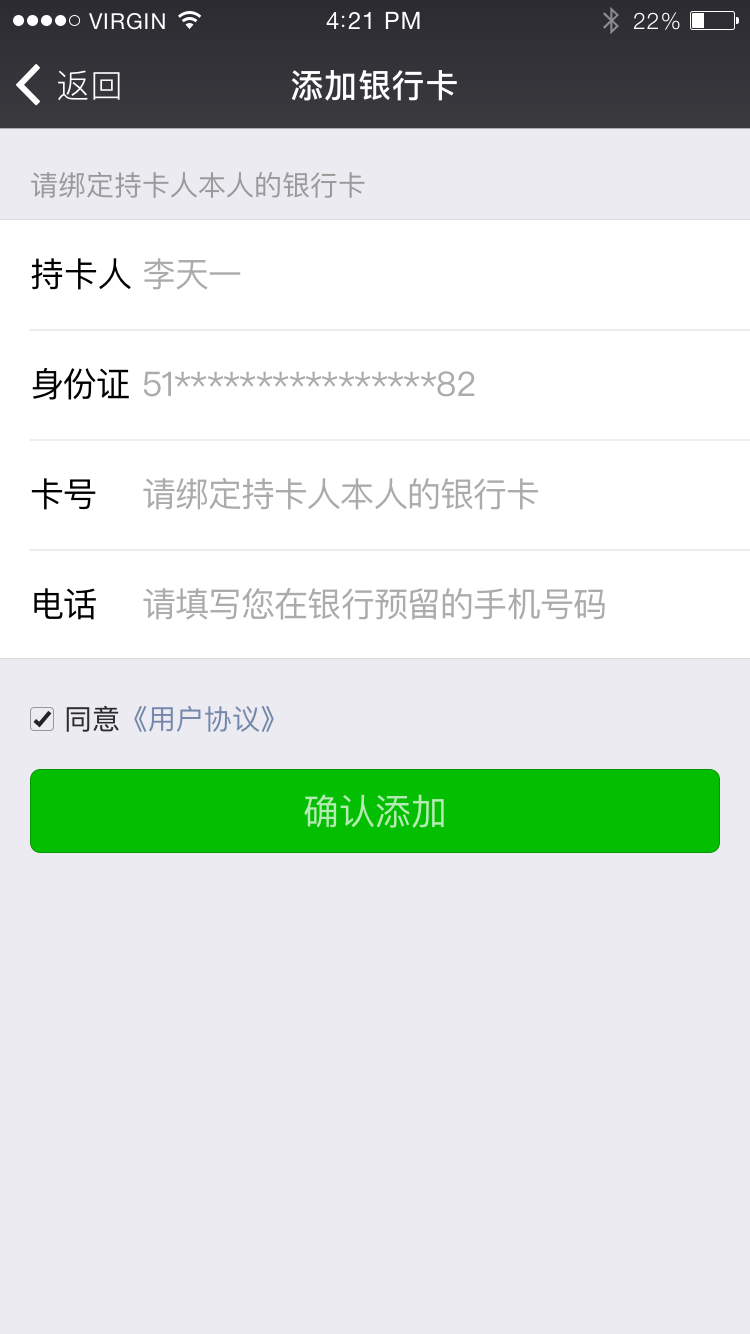 VIRGIN 4:21 PM 22%
返回 添加银行卡
请绑定持卡人本人的银行卡
持卡人 李天一
身份证 51****************82
卡号 请绑定持卡人本人的银行卡
电话 请填写您在银行预留的手机号码
同意《用户协议》
确认添加